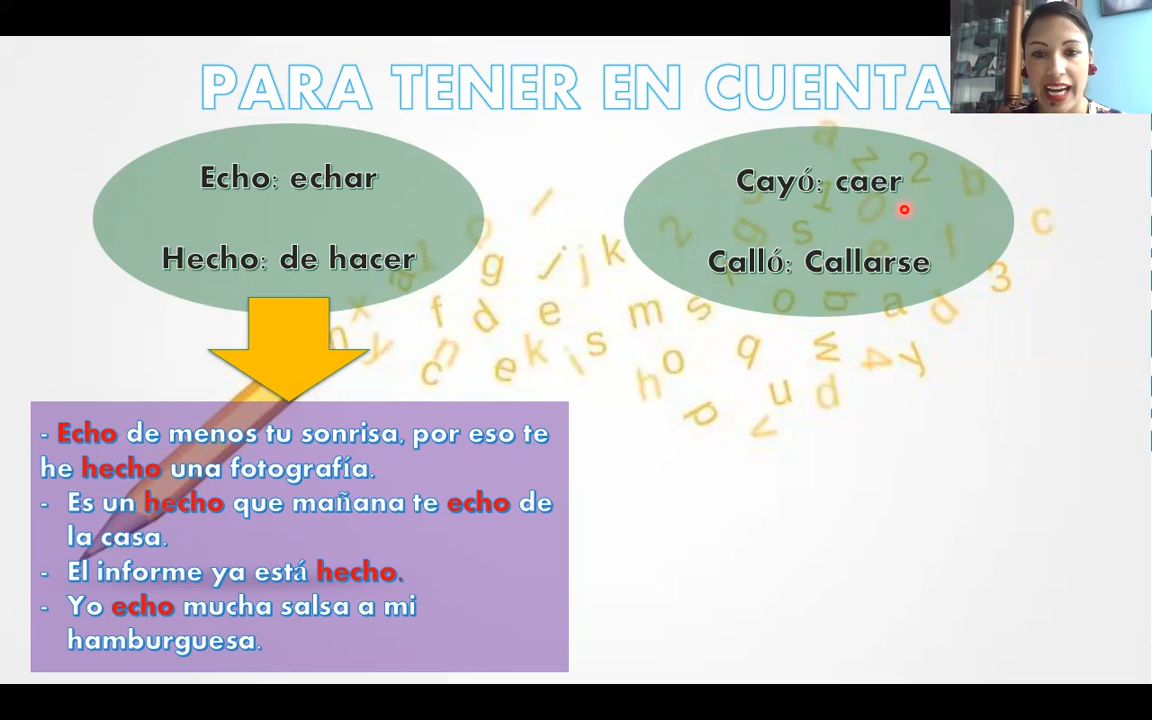 PARA TENER EN CUENTA
Echo: echar
Hecho: de hacer
Cayó: caer
Calló: Callarse
- Echo de menos tu sonrisa, por eso te
he hecho una fotografía.
- Es un hecho que mañana te echo de
la casa.
- El informe ya está hecho.
- Yo echo mucha salsa a mi
hamburguesa.